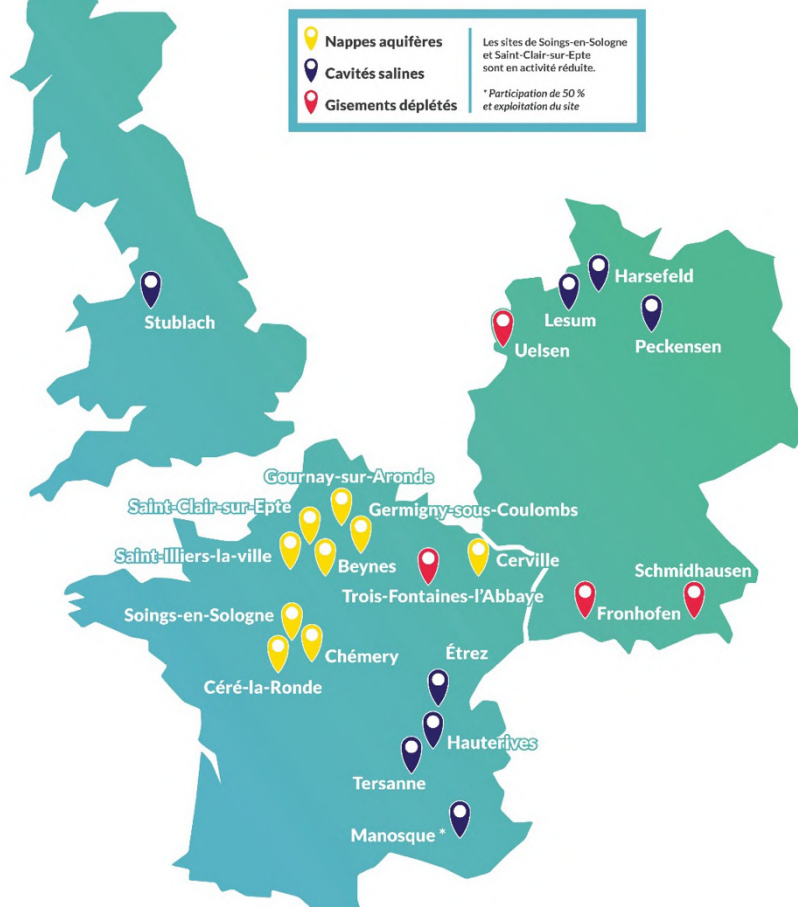 Nappes aquifères
Cavités salines
Gisements déplétés
Les sites de Soings-en-Sologne
et Saint-Clair-sur-Epte
sont en activité réduite.
* Participation de 50 %
et exploitation du site
Stublach
Harsefeld
Lesum
Peckensen
Uelsen
Gournay-sur-Aronde
Saint-Clair-sur-Epte
Germigny-sous-Coulombs
Saint-Illiers-la-ville
Beynes
Cerville
Trois-Fontaines-l'Abbaye
Schmidhausen
Fronhofen
Soings-en-Sologne
Chémery
Céré-la-Ronde
Étrez
Hauterives
Tersanne
Manosque *